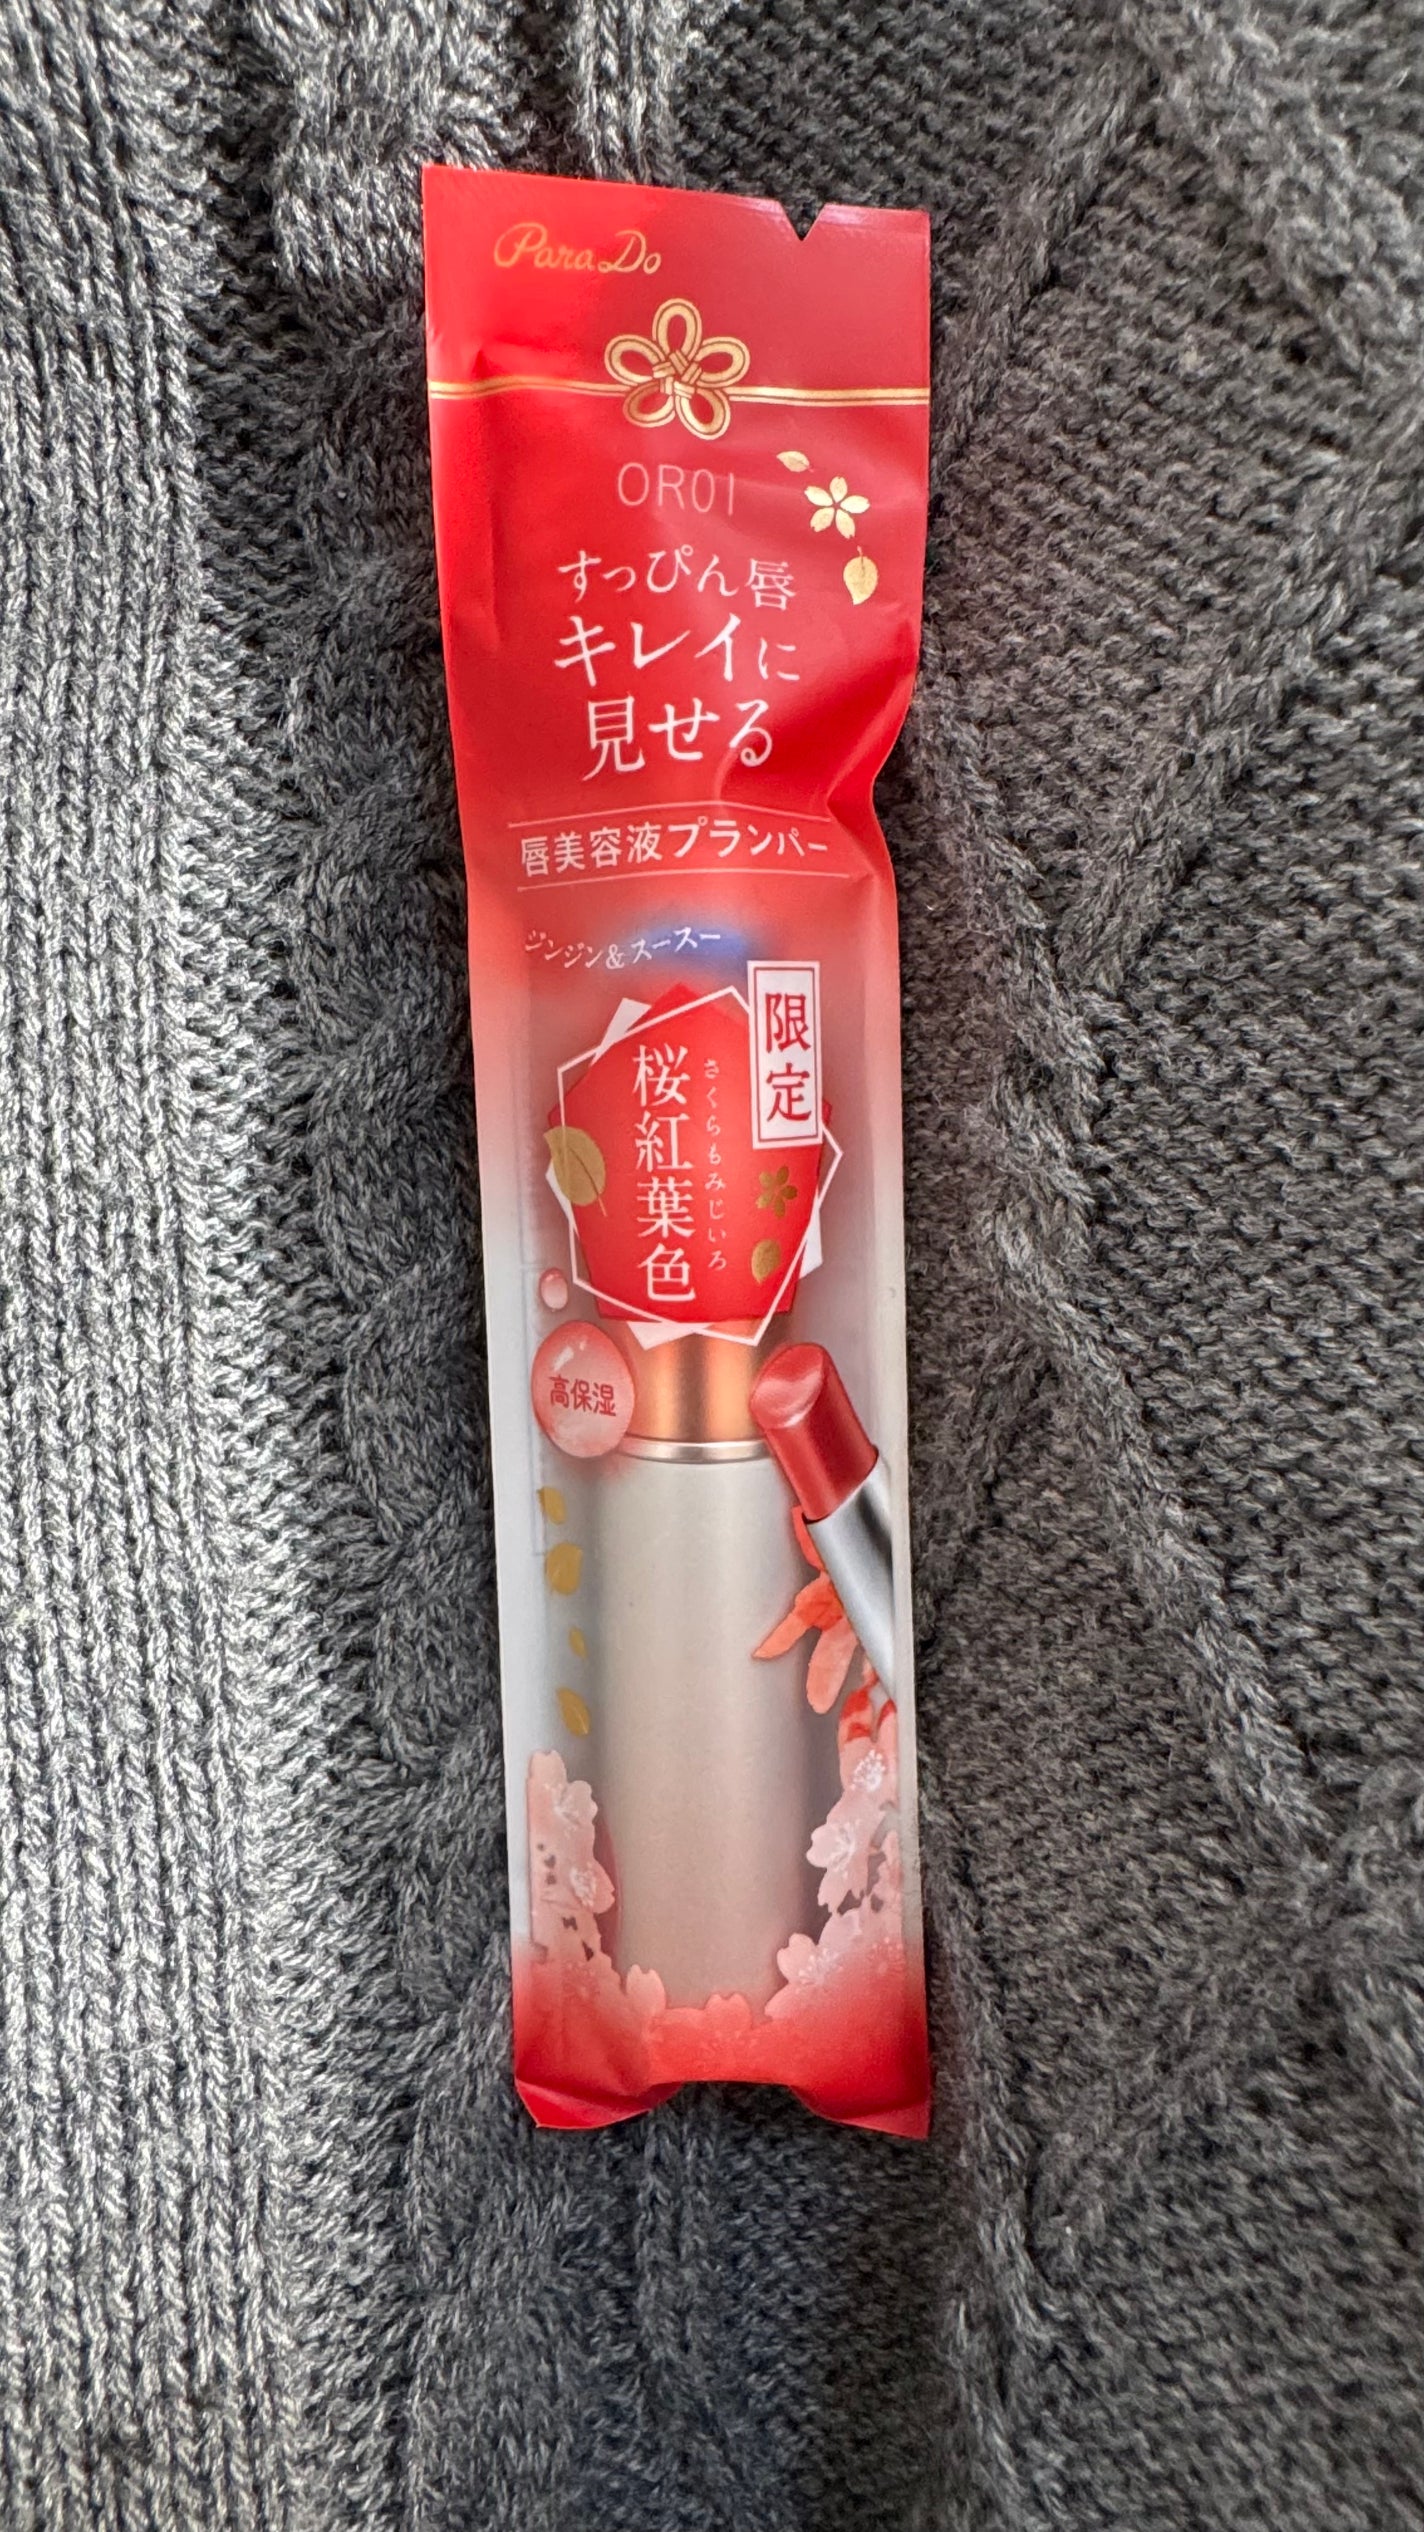 ParaDo
OR01
すっぴん唇
キレイに
見せる
唇美容液プランパー
ジンジン&スースー
限定
桜紅葉色
さくらもみじいろ
高保湿